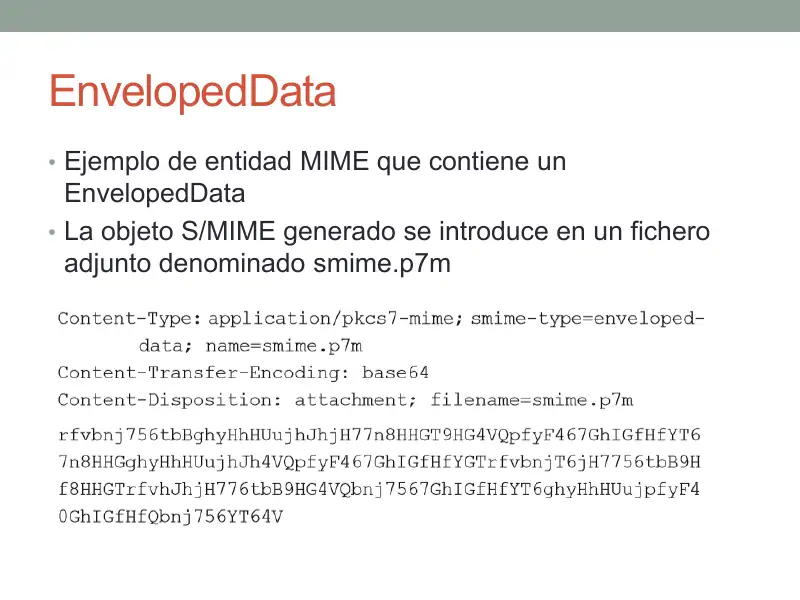 EnvelopedData
• Ejemplo de entidad MIME que contiene un
EnvelopedData
• La objeto S/MIME generado se introduce en un fichero
adjunto denominado smime.p7m
Content-Type: application/pkcs7-mime; smime-type=enveloped-
data; name=smime.p7m
Content-Transfer-Encoding: base64
Content-Disposition: attachment; filename=smime.p7m
rfvbnj756tbBghyHhHUujhJhjH77n8HHGT9HG4VQpfyF467GhIGfHfYT6
7n8HHGghyHhHUujhJh4VQpfyF467GhIGfHfYGTrfvbnjT6jH7756tbB9H
f8HHGTrfvhJhjH776tbB9HG4VQbnj7567GhIGfHfYT6ghyHhHUujpfyF4
0GhIGfHfQbnj756YT64V